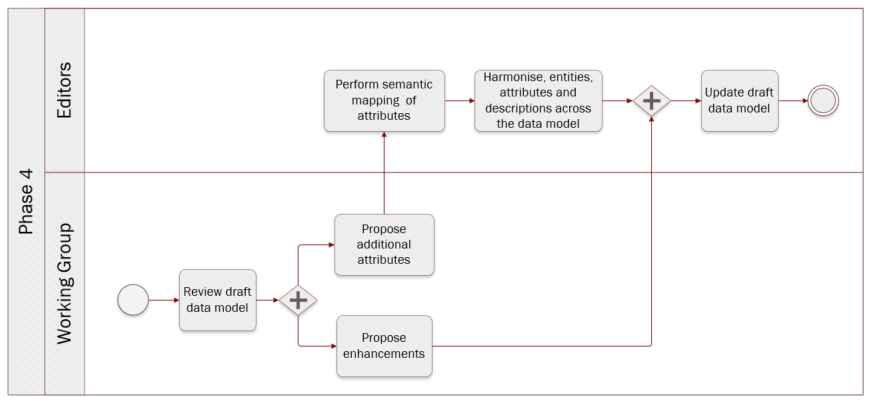 Phase 4
Editors
Perform semantic
mapping of
attributes
Harmonise, entities,
attributes and
descriptions across
the data model
Update draft
data model
Working Group
Review draft
data model
Propose
additional
attributes
Propose
enhancements